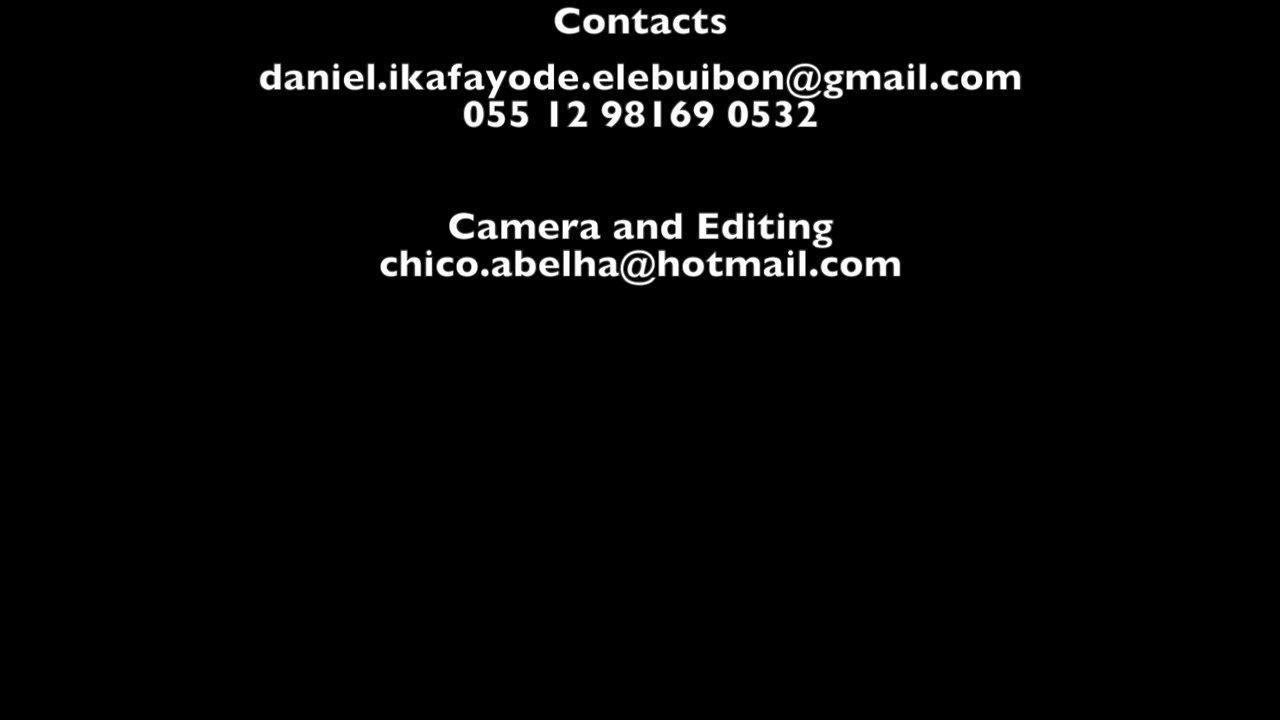 Contacts
daniel.ikafayode.elebuibon@gmail.com
055 12 98169 0532
Camera and Editing
chico.abelha@hotmail.com